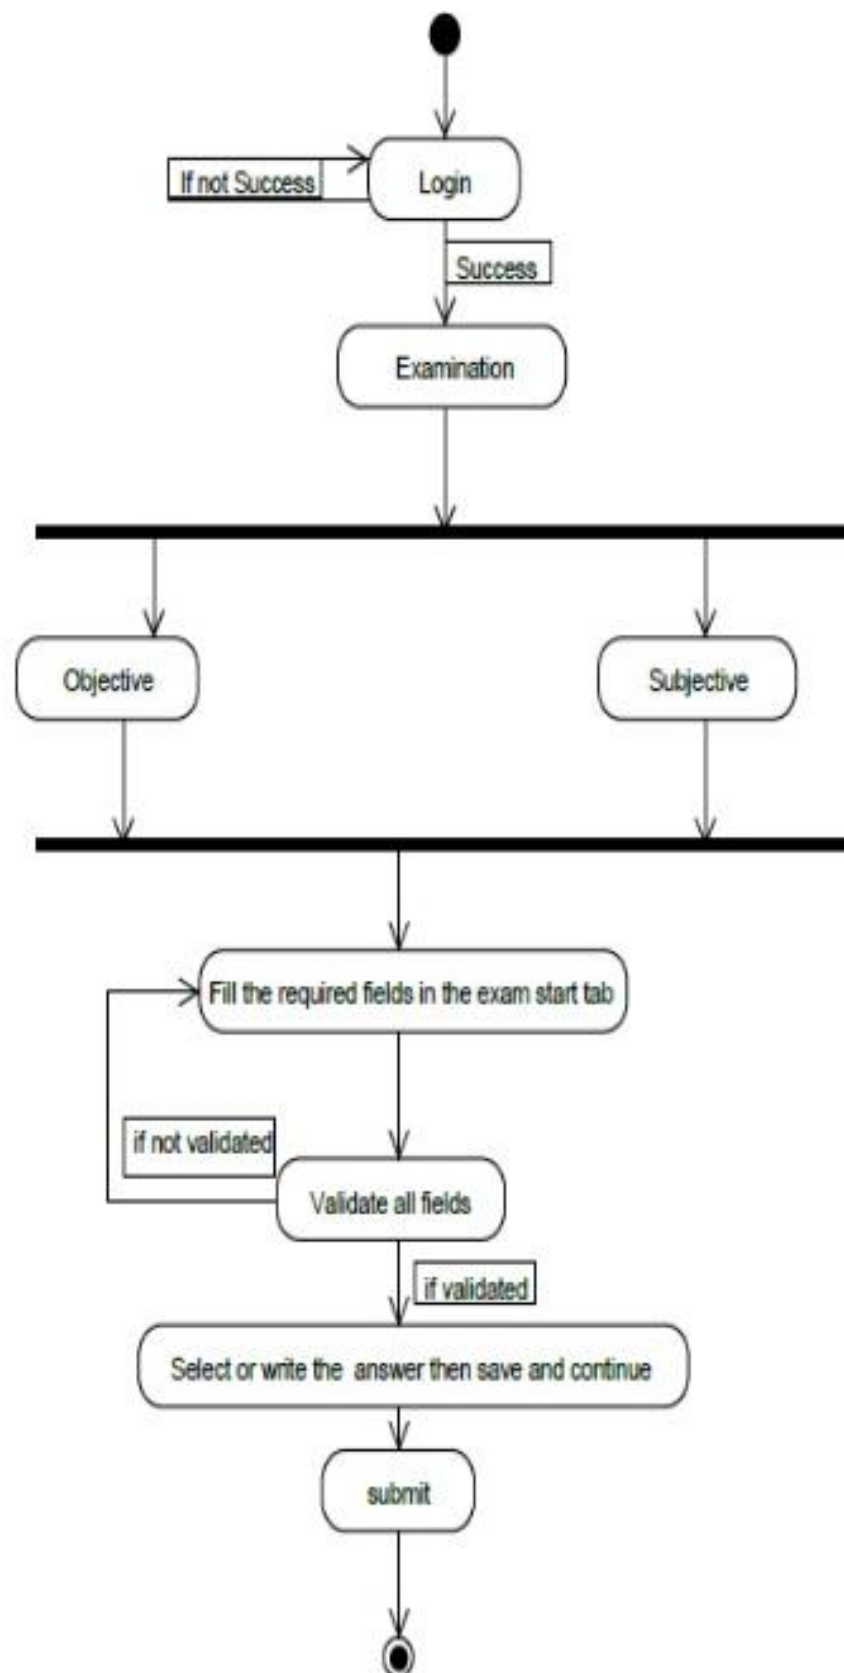 If not Success
Login
Success
Examination
Objective
Subjective
Fill the required fields in the exam start tab
if not validated
Validate all fields
if validated
Select or write the answer then save and continue
submit